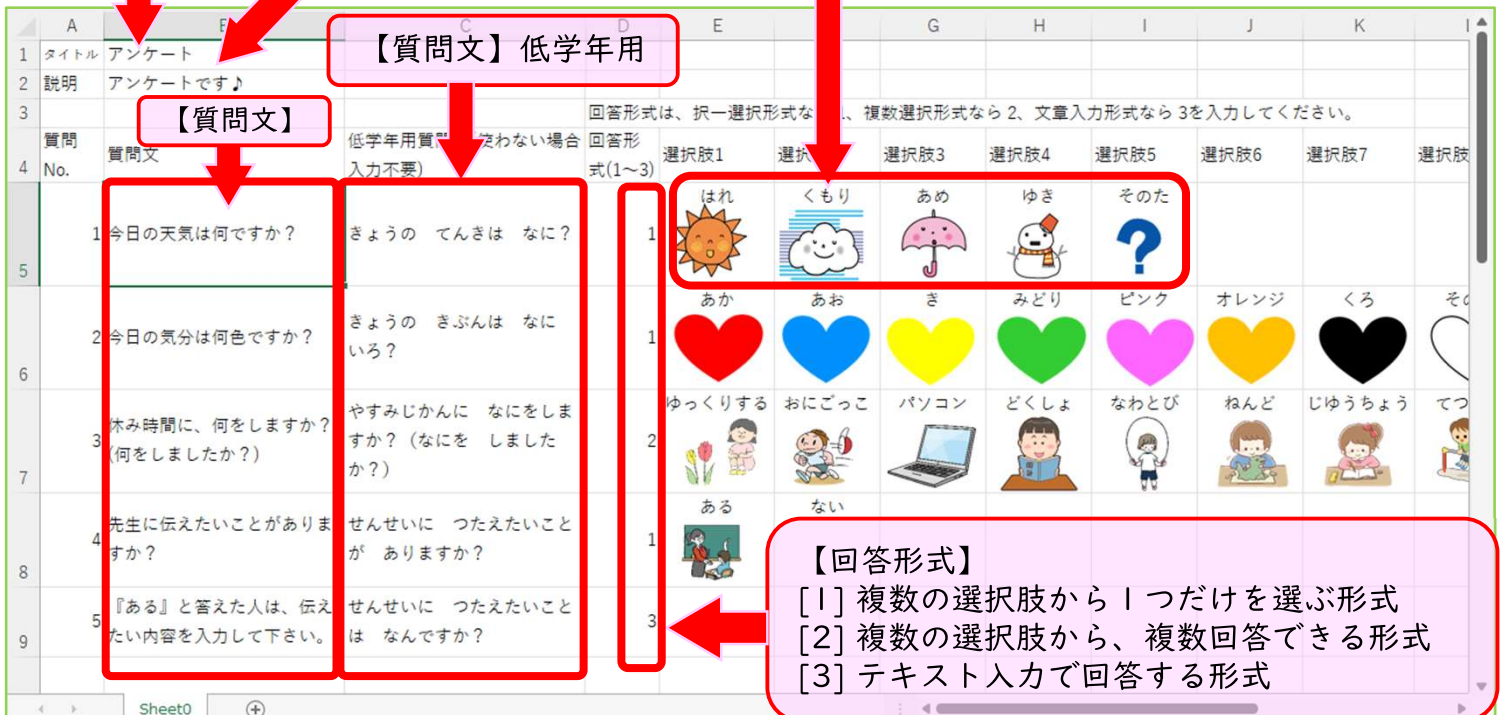 A
C
D
E
G
H
I
J
K
1 タイトル アンケート
【質問文】低学年用
2 説明 アンケートです♪
3 回答形式は、択一選択形式な 、複数選択形式なら 2、文章入力形式なら 3を入力してください。
【質問文】
4 質問No. 質問文 低学年用質 使わない場合入力不要) 回答形式(1~3) 選択肢1 選択 選択肢3 選択肢4 選択肢5 選択肢6 選択肢7 選択肢
はれ くもり あめ ゆき そのた
5 1 今日の天気は何ですか? きょうの てんきは なに? 1
あか あお き みどり ピンク オレンジ くろ
6 2 今日の気分は何色ですか? きょうの きぶんは なに
いろ? 1
ゆっくりする おにごっこ パソコン どくしょ なわとび ねんど じゆうちょう てつ
7 3 休み時間に、何をしますか?
(何をしましたか?)
やすみじかんに なにをしま
すか?(なにを しました
か?)
2
ある ない
8 4 先生に伝えたいことがありま
すか?
せんせいに つたえたいこと
が ありますか?
1
9 5 『ある』と答えた人は、伝え
たい内容を入力して下さい。
せんせいに つたえたいこと
は なんですか?
3
【回答形式】
[1] 複数の選択肢から1つだけを選ぶ形式
[2] 複数の選択肢から、複数回答できる形式
[3] テキスト入力で回答する形式
Sheet0